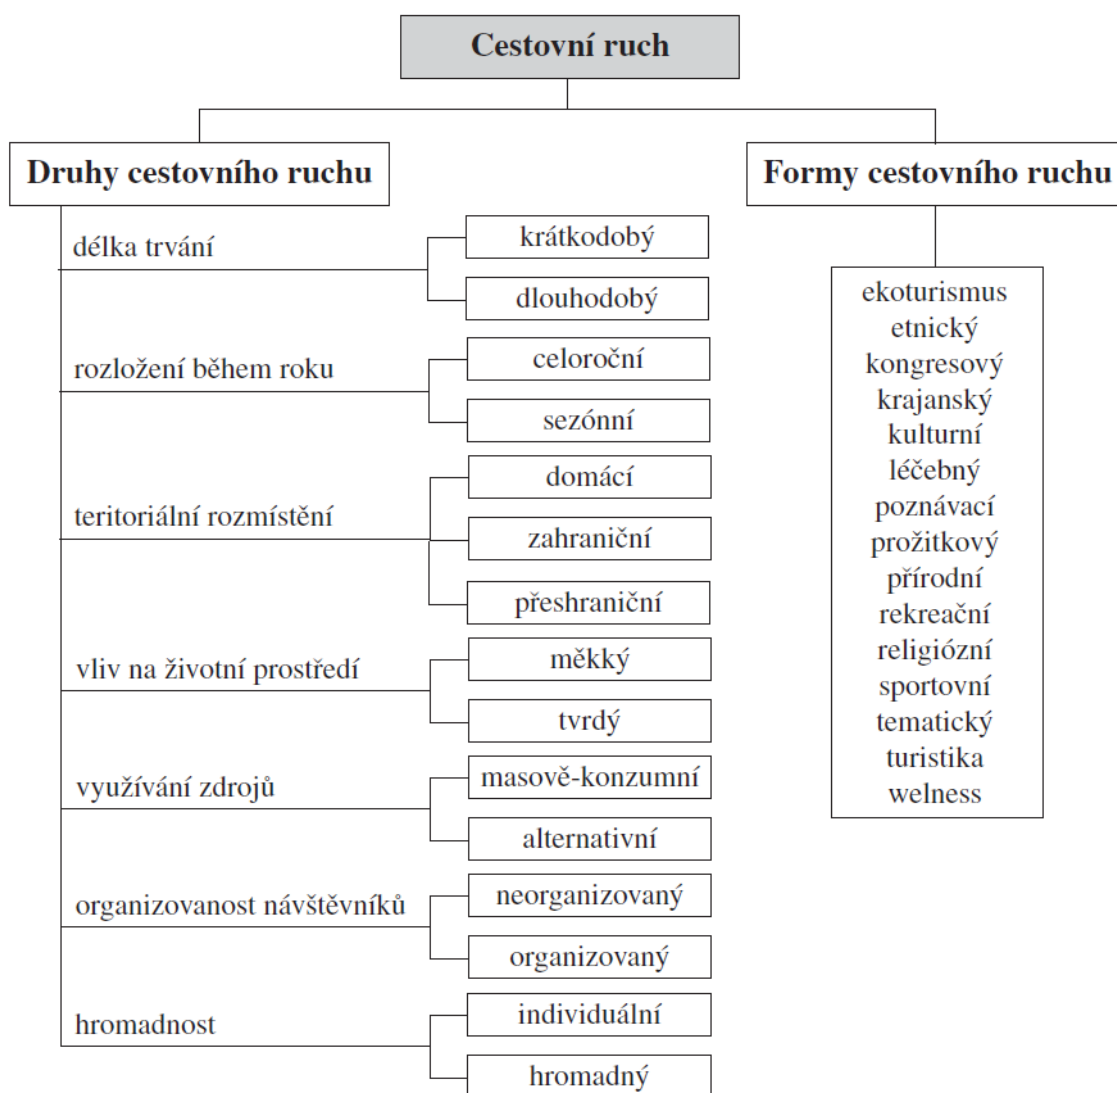 Cestovní ruch
Druhy cestovního ruchu
Formy cestovního ruchu
délka trvání
krátkodobý
dlouhodobý
rozložení během roku
celoroční
sezónní
teritoriální rozmístění
domácí
zahraniční
přeshraniční
vliv na životní prostředí
měkký
tvrdý
využívání zdrojů
masově-konzumní
alternativní
organizovanost návštěvníků
neorganizovaný
organizovaný
hromadnost
individuální
hromadný
ekoturismus
etnický
kongresový
krajanský
kulturní
léčebný
poznávací
prožitkový
přírodní
rekreační
religiózní
sportovní
tematický
turistika
welness